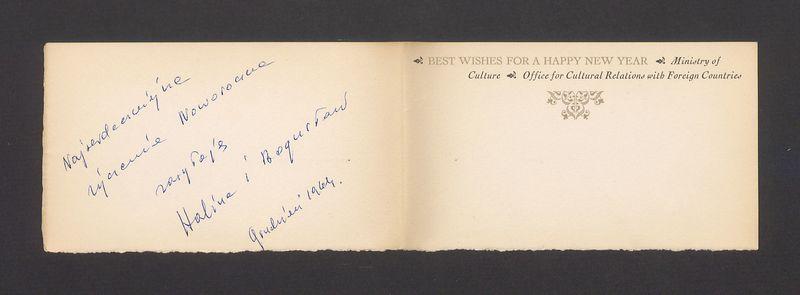 Najserdeczniejsze
życzenia Noworoczne
zasyłają
Halina i Bogusław
grudzień 1964.
BEST WISHES FOR A HAPPY NEW YEAR Ministry of
Culture Office for Cultural Relations with Foreign Countries